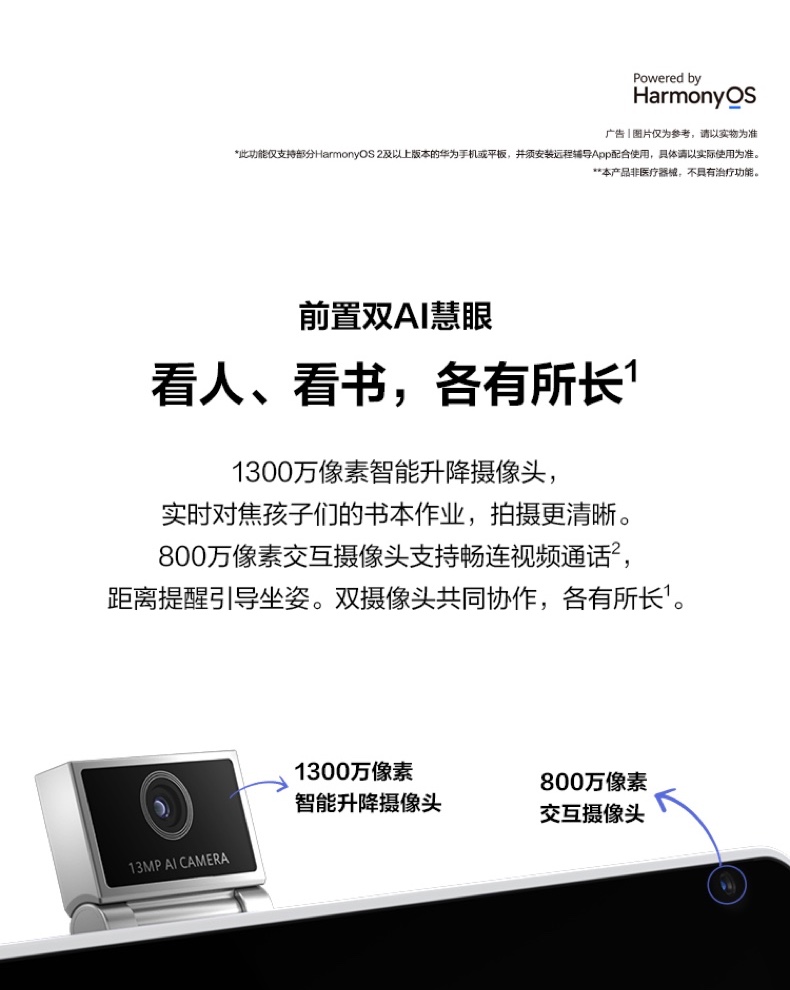 Powered by
HarmonyOS
广告 | 图片仅为参考，请以实物为准
*此功能仅支持部分HarmonyOS 2及以上版本的华为手机或平板，并须安装远程辅导App配合使用，具体请以实际使用为准。
**本产品非医疗器械，不具有治疗功能。
前置双AI慧眼
看人、看书，各有所长¹
1300万像素智能升降摄像头，
实时对焦孩子们的书本作业，拍摄更清晰。
800万像素交互摄像头支持畅连视频通话²，
距离提醒引导坐姿。双摄像头共同协作，各有所长¹。
1300万像素
智能升降摄像头
800万像素
交互摄像头
13MP AI CAMERA